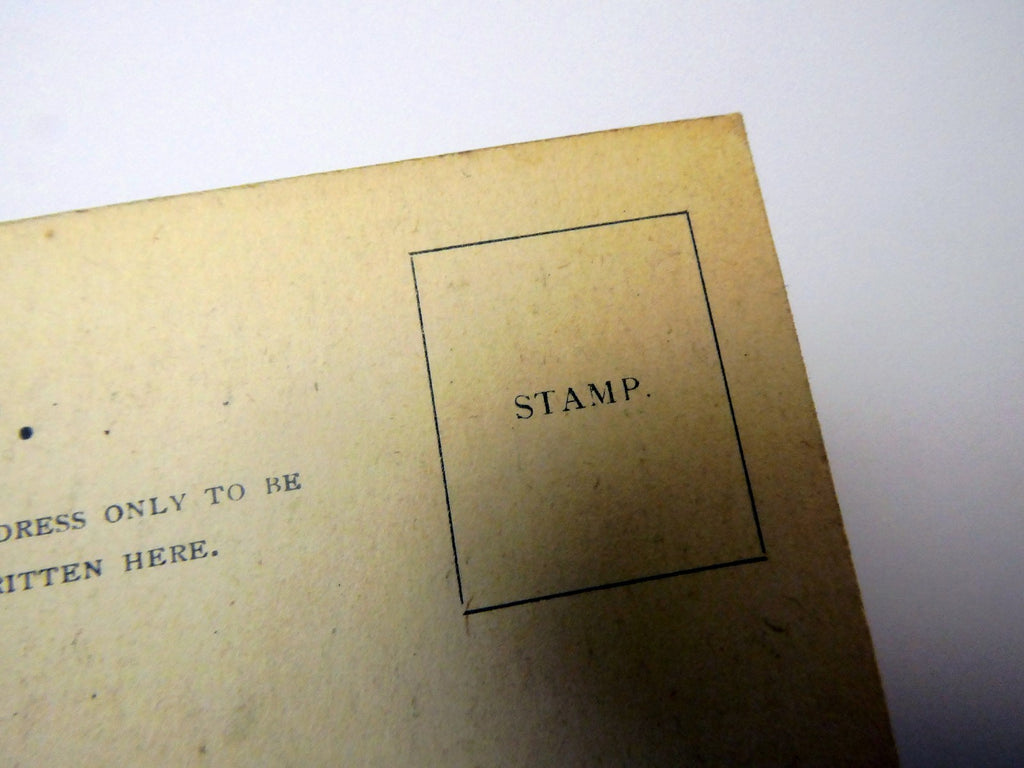 STAMP.
DRESS ONLY TO BE
RITTEN HERE.